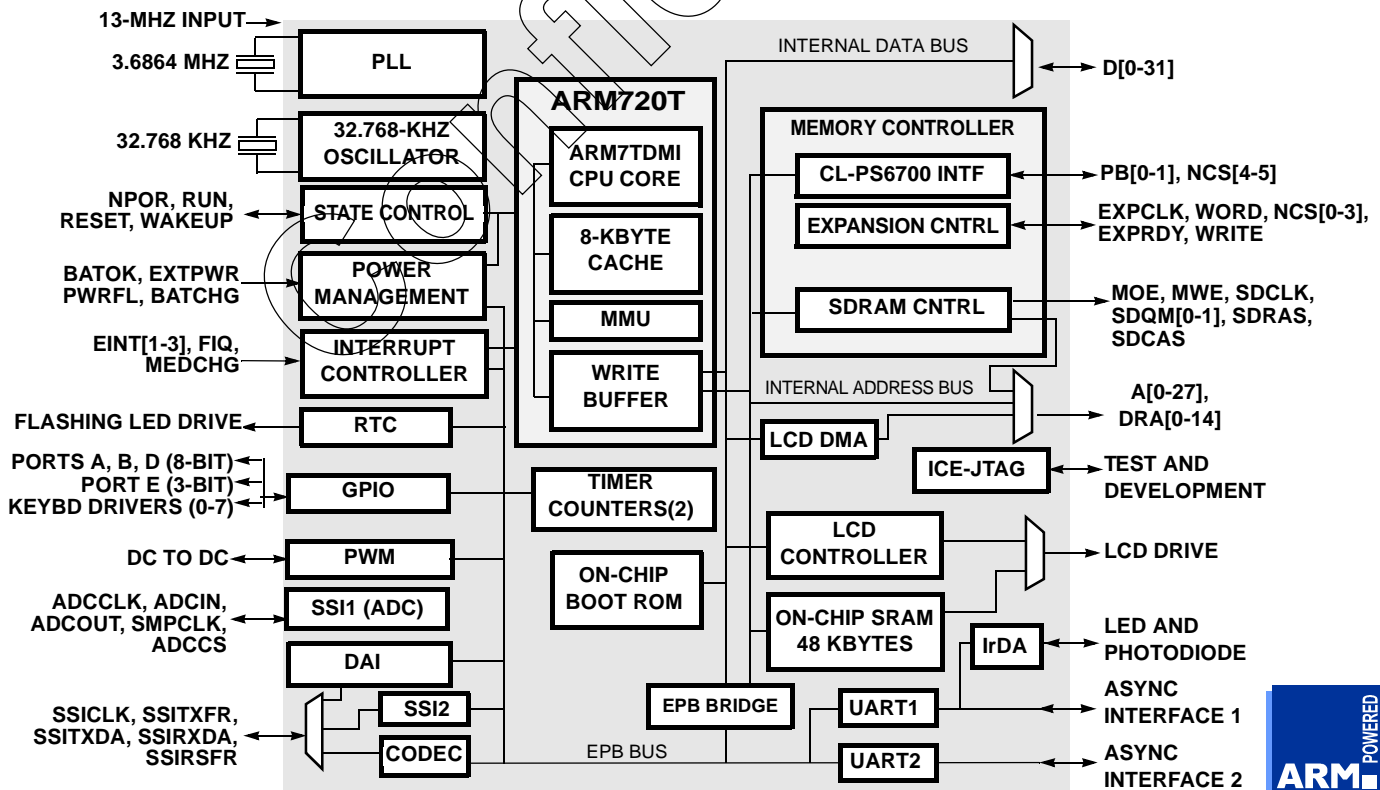 13-MHZ INPUT
3.6864 MHZ
PLL
32.768 KHZ
32.768-KHZ
OSCILLATOR
NPOR, RUN,
RESET, WAKEUP
STATE CONTROL
BATOK, EXTPWR
PWRFL, BATCHG
POWER
MANAGEMENT
EINT[1-3], FIQ,
MEDCHG
INTERRUPT
CONTROLLER
FLASHING LED DRIVE
RTC
PORTS A, B, D (8-BIT)
PORT E (3-BIT)
KEYBD DRIVERS (0-7)
GPIO
DC TO DC
PWM
ADCCLK, ADCIN,
ADCOUT, SMPCLK,
ADCCS
SSI1 (ADC)
DAI
SSICLK, SSITXFR,
SSITXDA, SSIRXDA,
SSIRSFR
SSI2
CODEC
ARM720T
ARM7TDMI
CPU CORE
8-KBYTE
CACHE
MMU
WRITE
BUFFER
TIMER
COUNTERS(2)
ON-CHIP
BOOT ROM
EPB BRIDGE
EPB BUS
INTERNAL DATA BUS
D[0-31]
MEMORY CONTROLLER
CL-PS6700 INTF
PB[0-1], NCS[4-5]
EXPANSION CNTRL
EXPCLK, WORD, NCS[0-3],
EXPRDY, WRITE
SDRAM CNTRL
MOE, MWE, SDCLK,
SDQM[0-1], SDRAS,
SDCAS
INTERNAL ADDRESS BUS
A[0-27],
DRA[0-14]
LCD DMA
ICE-JTAG
TEST AND
DEVELOPMENT
LCD
CONTROLLER
LCD DRIVE
ON-CHIP SRAM
48 KBYTES
IrDA
LED AND
PHOTODIODE
UART1
ASYNC
INTERFACE 1
UART2
ASYNC
INTERFACE 2
ARM
POWERED